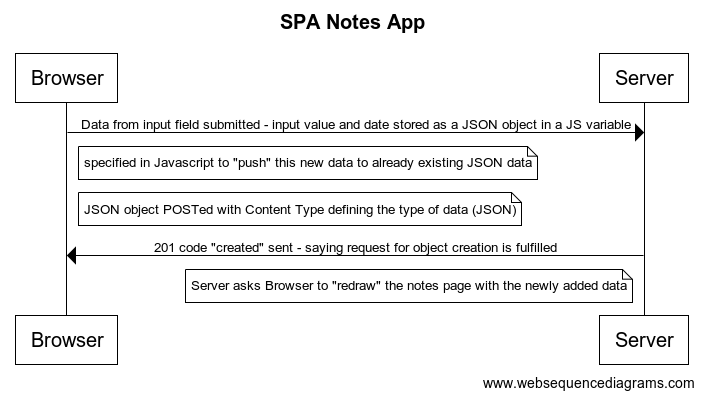 SPA Notes App
Browser
Server
Data from input field submitted - input value and date stored as a JSON object in a JS variable
specified in Javascript to "push" this new data to already existing JSON data
JSON object POSTed with Content Type defining the type of data (JSON)
201 code "created" sent - saying request for object creation is fulfilled
Server asks Browser to "redraw" the notes page with the newly added data
Browser
Server
www.websequencediagrams.com